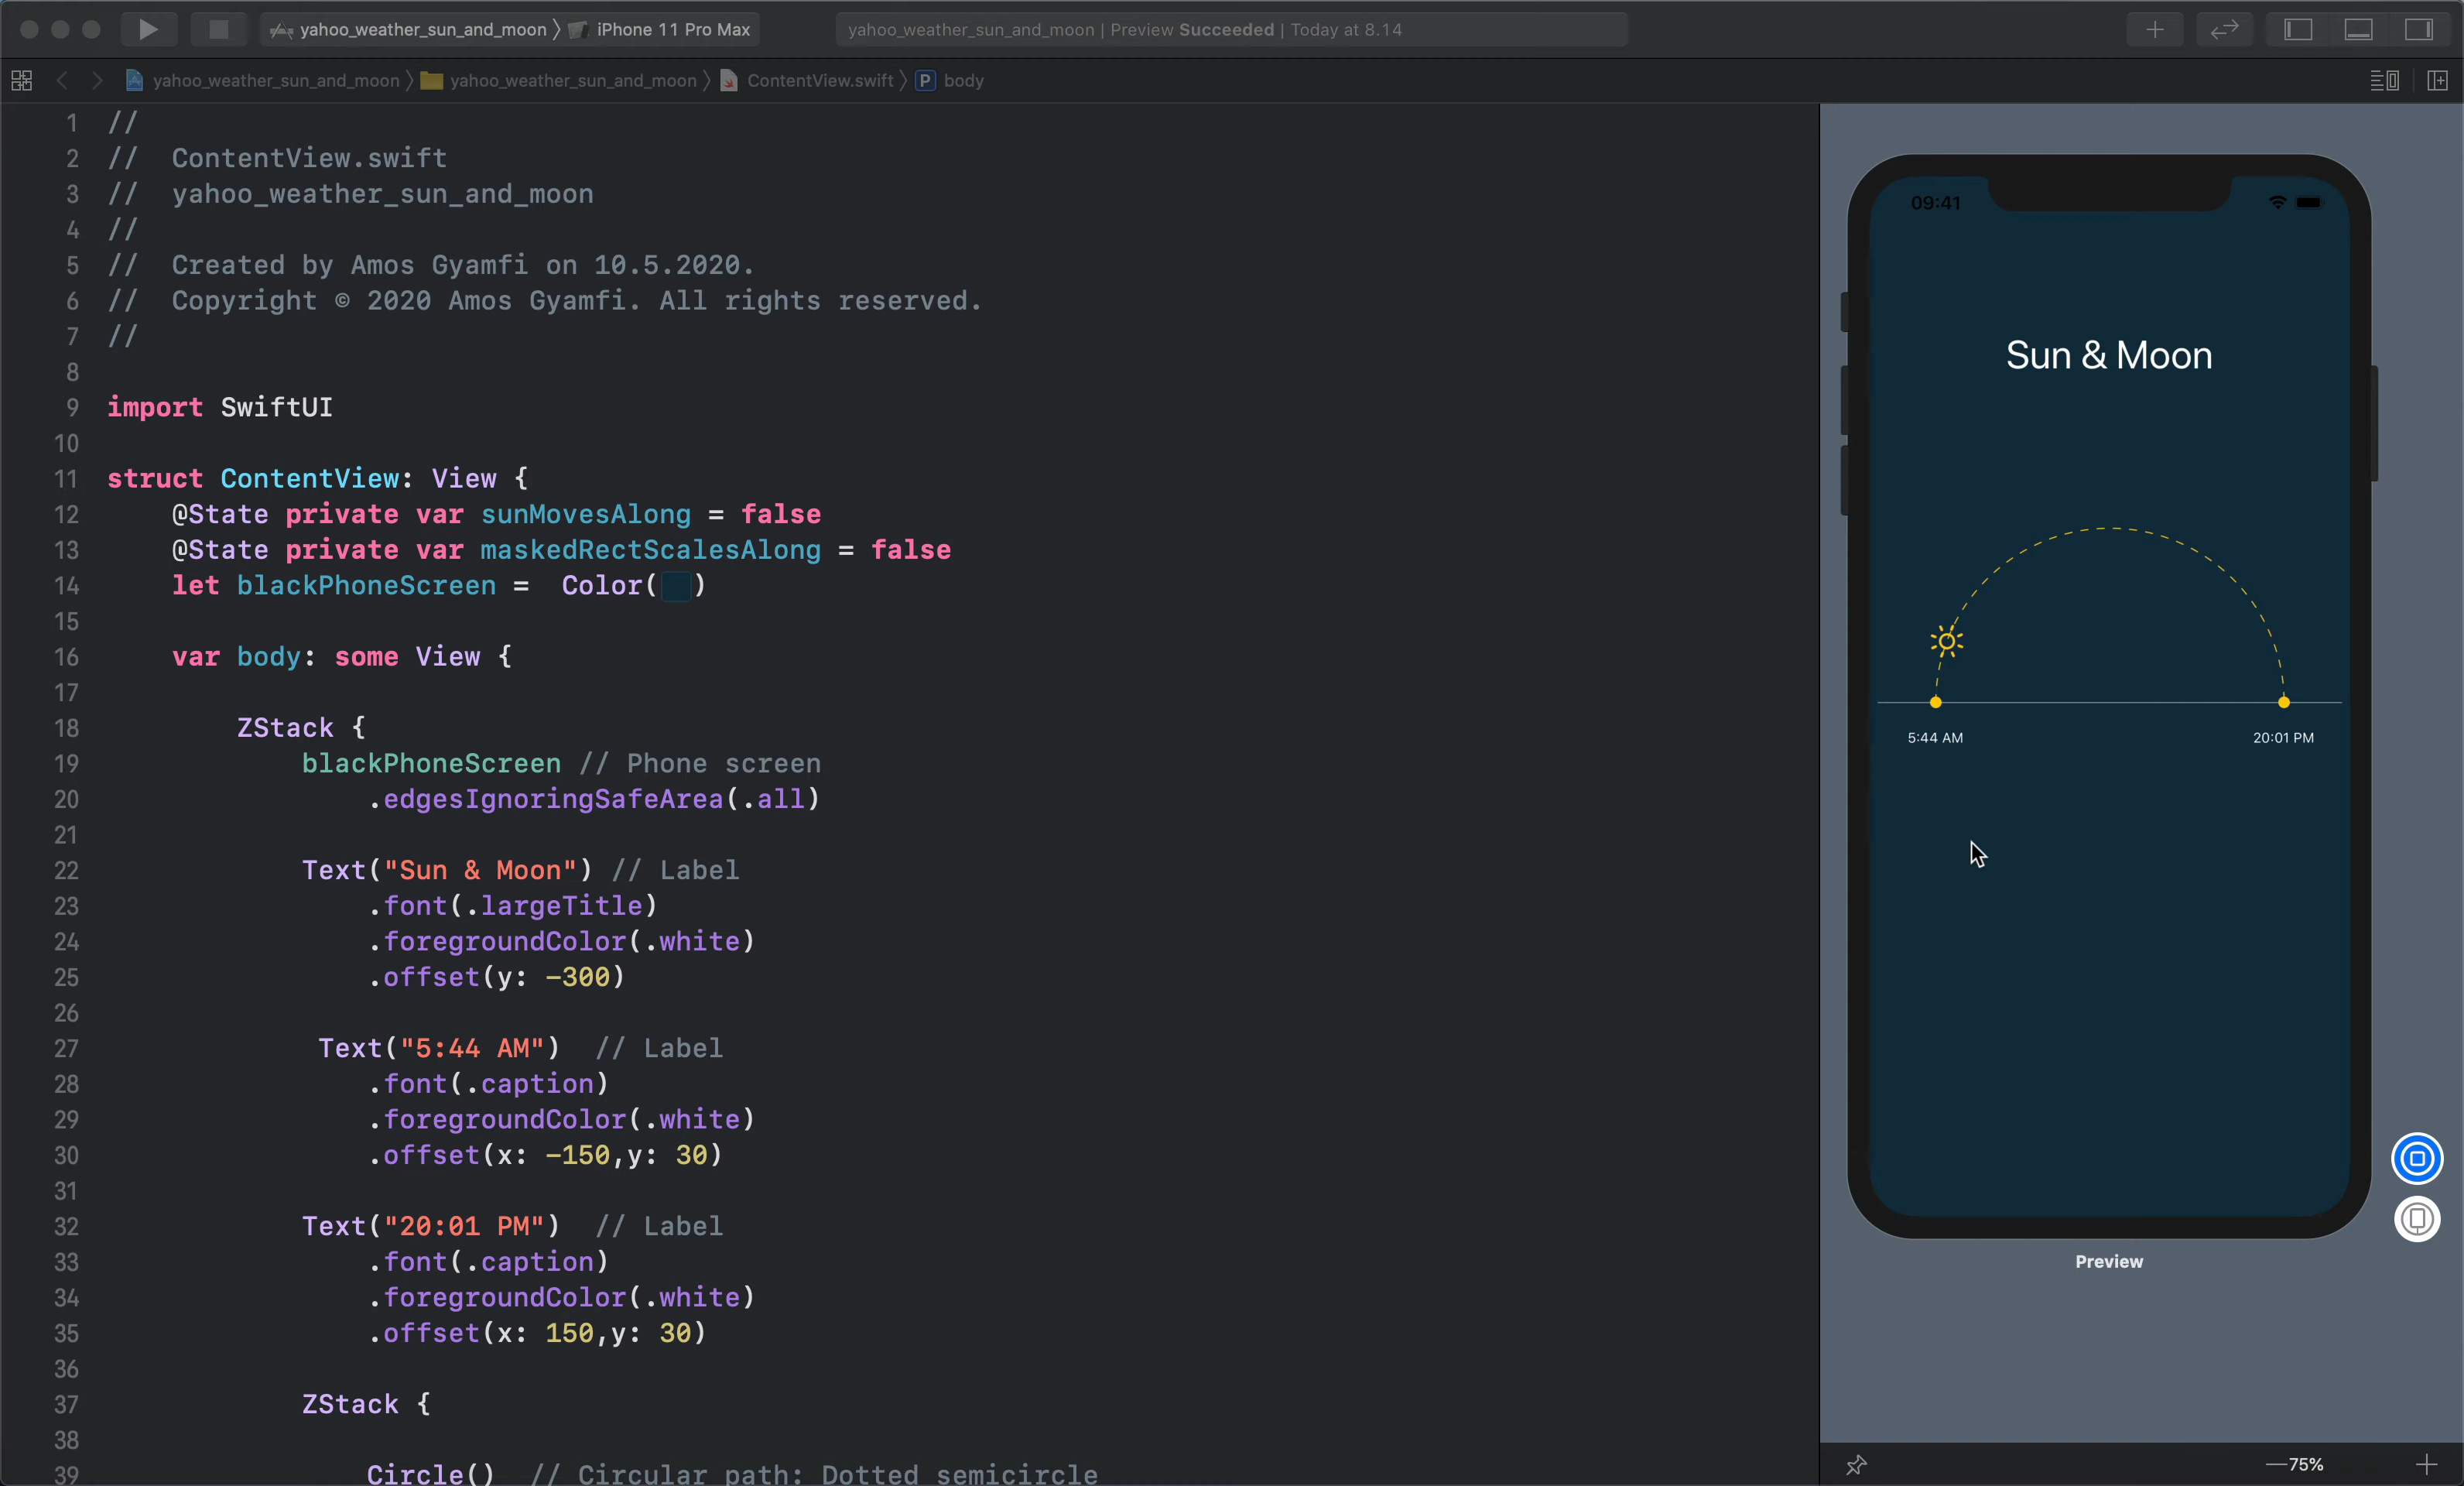 yahoo_weather_sun_and_moon 〉 iPhone 11 Pro Max
yahoo_weather_sun_and_moon | Preview Succeeded | Today at 8.14
yahoo_weather_sun_and_moon 〉 yahoo_weather_sun_and_moon 〉 ContentView.swift 〉 P body
1 //
2 //  ContentView.swift
3 //  yahoo_weather_sun_and_moon
4 //
5 //  Created by Amos Gyamfi on 10.5.2020.
6 //  Copyright © 2020 Amos Gyamfi. All rights reserved.
7 //
8
9 import SwiftUI
10
11 struct ContentView: View {
12     @State private var sunMovesAlong = false
13     @State private var maskedRectScalesAlong = false
14     let blackPhoneScreen =  Color( )
15
16     var body: some View {
17
18         ZStack {
19             blackPhoneScreen // Phone screen
20                 .edgesIgnoringSafeArea(.all)
21
22             Text("Sun & Moon") // Label
23                 .font(.largeTitle)
24                 .foregroundColor(.white)
25                 .offset(y: -300)
26
27              Text("5:44 AM")  // Label
28                 .font(.caption)
29                 .foregroundColor(.white)
30                 .offset(x: -150,y: 30)
31
32             Text("20:01 PM")  // Label
33                 .font(.caption)
34                 .foregroundColor(.white)
35                 .offset(x: 150,y: 30)
36
37             ZStack {
38
39                 Circle()  // Circular path: Dotted semicircle
09:41
Sun & Moon
5:44 AM
20:01 PM
Preview
75%